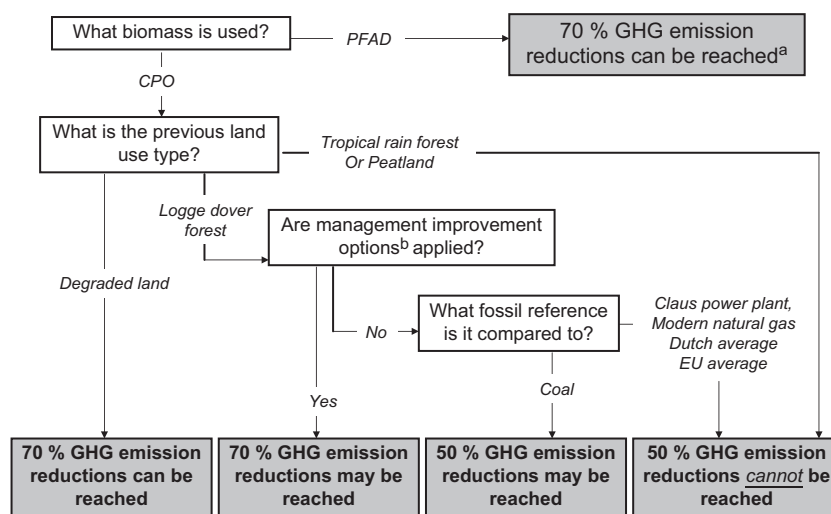 What biomass is used?
PFAD
70 % GHG emission
reductions can be reachedᵃ
CPO
What is the previous land
use type?
Tropical rain forest
Or Peatland
Logge dover
forest
Are management improvement
optionsᵇ applied?
Degraded land
What fossil reference
is it compared to?
No
Claus power plant,
Modern natural gas
Dutch average
EU average
Yes
Coal
70 % GHG emission
reductions can be
reached
70 % GHG emission
reductions may be
reached
50 % GHG emission
reductions may be
reached
50 % GHG emission
reductions cannot be
reached